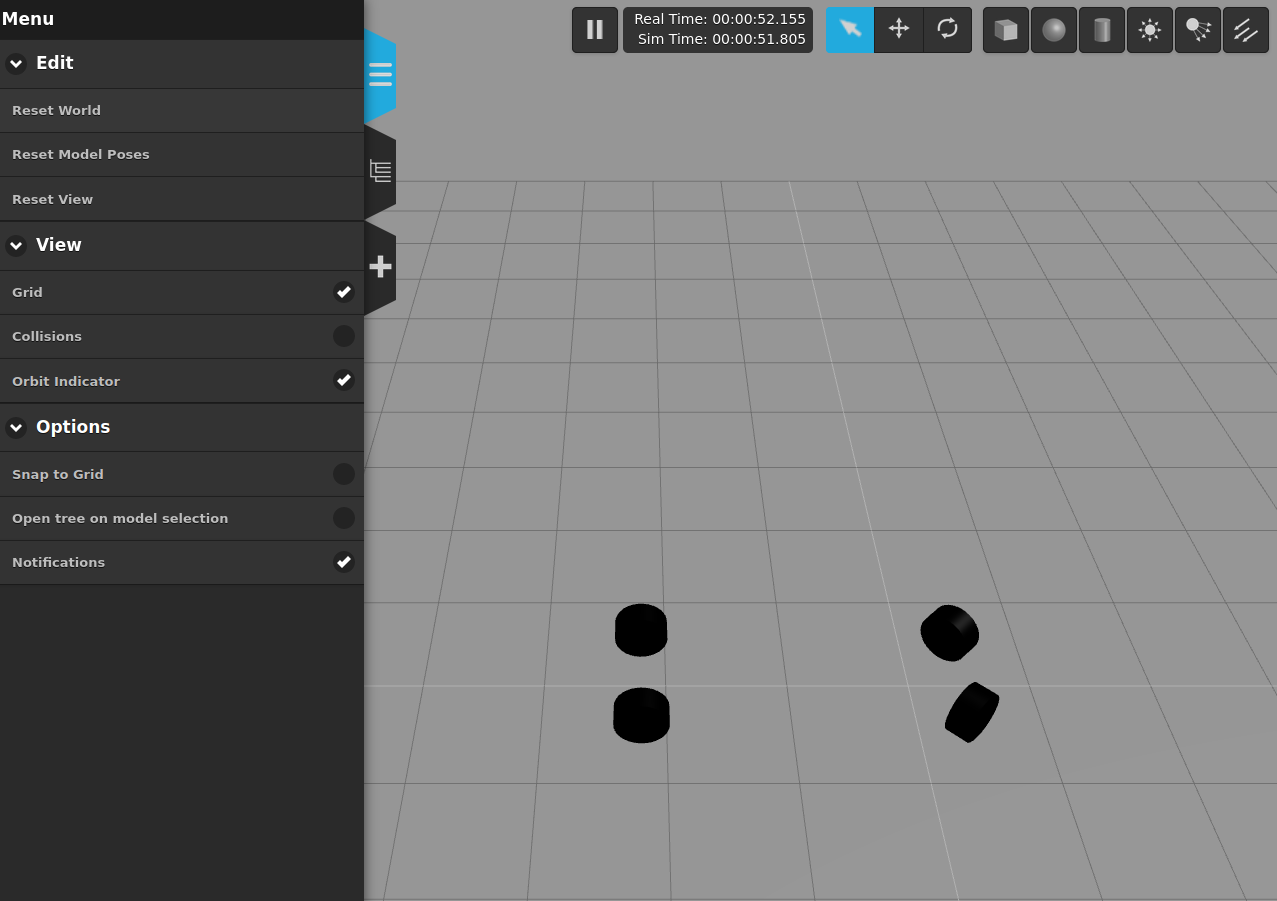 Menu
Edit
Reset World
Reset Model Poses
Reset View
View
Grid
Collisions
Orbit Indicator
Options
Snap to Grid
Open tree on model selection
Notifications
Real Time: 00:00:52.155
Sim Time: 00:00:51.805